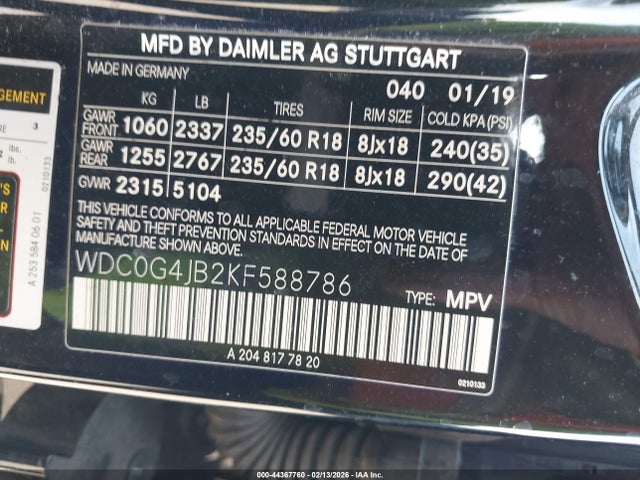 MFD BY DAIMLER AG STUTTGART
MADE IN GERMANY
040 01/19
KG LB TIRES RIM SIZE COLD KPA(PSI)
GAWR FRONT 1060 2337 235/60 R18 8Jx18 240(35)
GAWR REAR 1255 2767 235/60 R18 8Jx18 290(42)
GVWR 2315 5104
THIS VEHICLE CONFORMS TO ALL APPLICABLE FEDERAL MOTOR VEHICLE
SAFETY AND THEFT PREVENTION STANDARDS IN EFFECT ON THE DATE
OF MANUFACTURE SHOWN ABOVE.
WDC0G4JB2KF588786
TYPE: MPV
A 204 817 78 20
0210133
GEMENT
3
lbs.
lb.
0210133
A 253 584 06 01
000-44367760 - 02/13/2026 - IAA Inc.